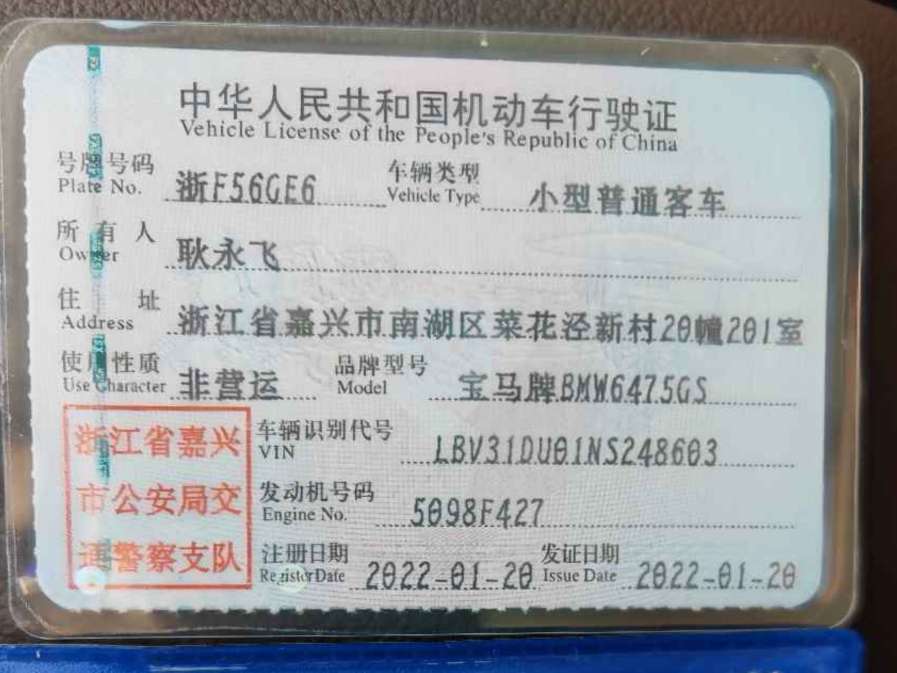 中华人民共和国机动车行驶证
Vehicle License of the People's Republic of China
号牌号码 浙F56GE6 车辆类型 小型普通客车
Plate No. Vehicle Type
所有人 耿永飞
Owner
住址 浙江省嘉兴市南湖区菜花泾新村20幢201室
Address
使用性质 非营运 品牌型号 宝马牌BMW6475GS
Use Character Model
浙江省嘉兴
市公安局交
通警察支队
车辆识别代号 LBV31DU01NS248603
VIN
发动机号码 5098F427
Engine No.
注册日期 2022-01-20 发证日期 2022-01-20
Register Date Issue Date